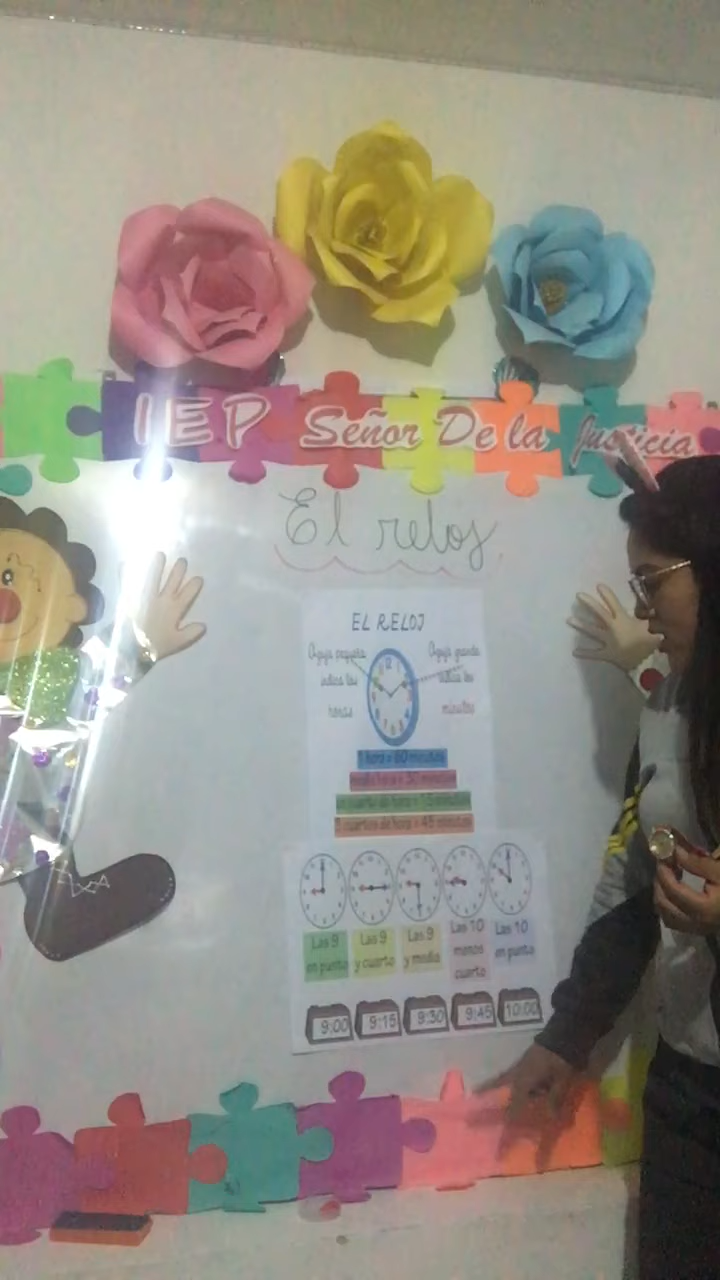 IEP Señor De la Justicia
El reloj
EL RELOJ
Aguja pequeña indica las horas
Aguja grande indica los minutos
1 hora = 60 minutos
media hora = 30 minutos
un cuarto de hora = 15 minutos
3 cuartos de hora = 45 minutos
Las 9 en punto
Las 9 y cuarto
Las 9 y media
Las 10 menos cuarto
Las 10 en punto
9:00 9:15 9:30 9:45 10:00